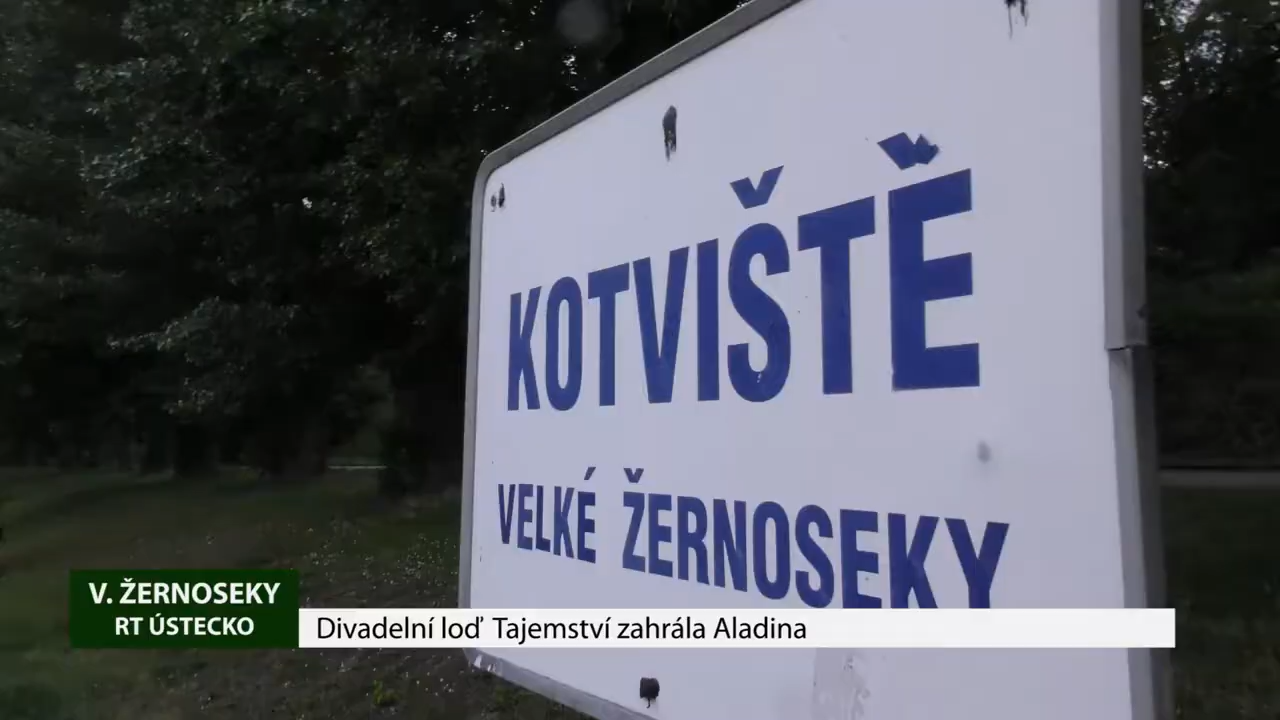 KOTVIŠTĚ
VELKÉ ŽERNOSEKY
V. ŽERNOSEKY
RT ÚSTECKO
Divadelní loď Tajemství zahrála Aladina